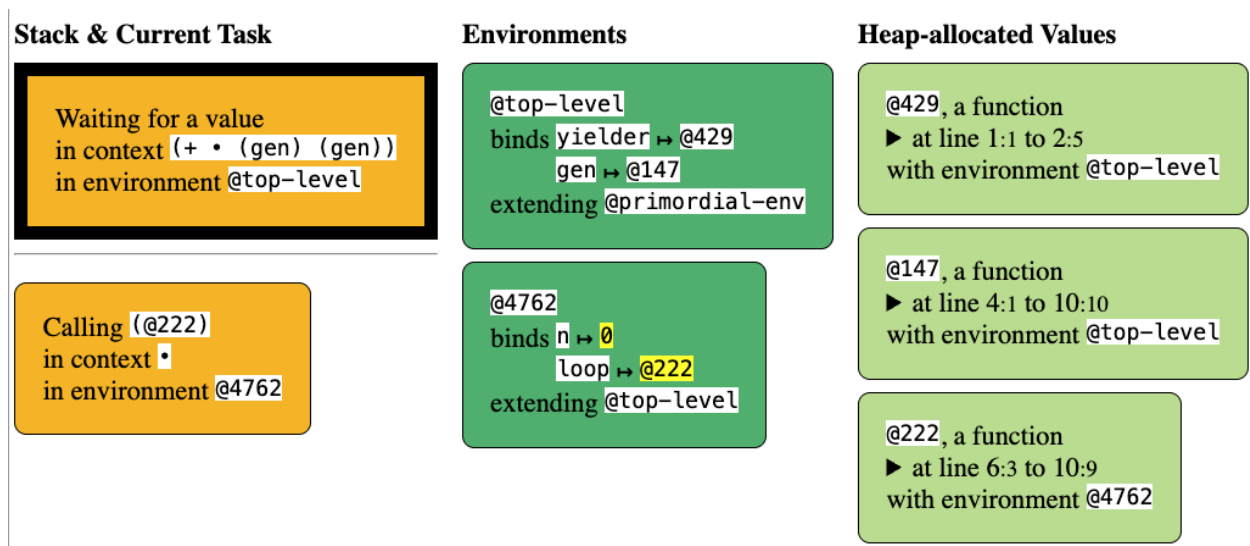 Stack & Current Task
Waiting for a value
in context (+ • (gen) (gen))
in environment @top-level
Calling (@222)
in context •
in environment @4762
Environments
@top-level
binds yielder ↦ @429
gen ↦ @147
extending @primordial-env
@4762
binds n ↦ 0
loop ↦ @222
extending @top-level
Heap-allocated Values
@429, a function
▶ at line 1:1 to 2:5
with environment @top-level
@147, a function
▶ at line 4:1 to 10:10
with environment @top-level
@222, a function
▶ at line 6:3 to 10:9
with environment @4762